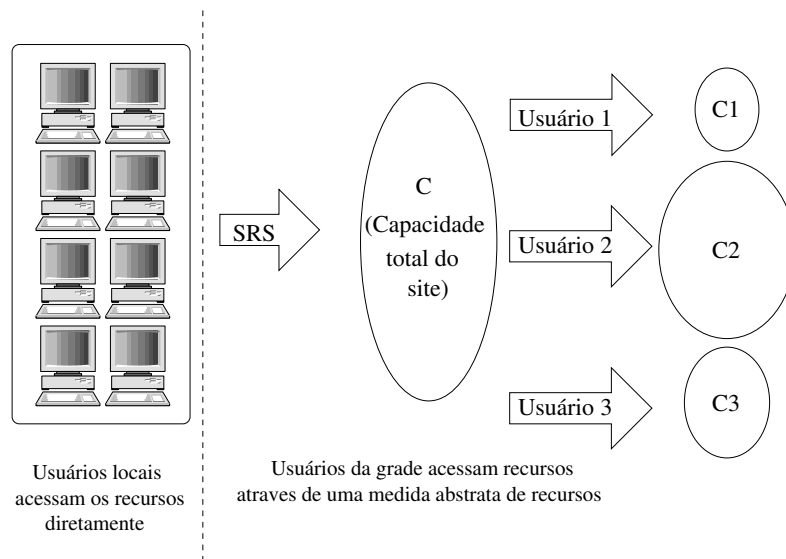 Usuário 1
C1
SRS
C
(Capacidade
total do
site)
Usuário 2
C2
Usuário 3
C3
Usuários locais
acessam os recursos
diretamente
Usuários da grade acessam recursos
atraves de uma medida abstrata de recursos